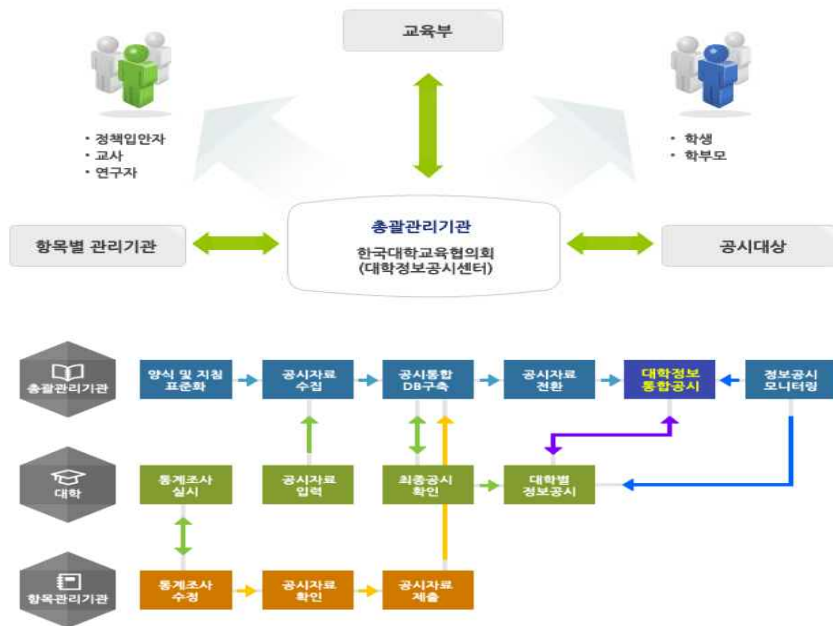 교육부
• 정책입안자
• 교사
• 연구자
• 학생
• 학부모
항목별 관리기관
총괄관리기관
한국대학교육협의회
(대학정보공시센터)
공시대상
총괄관리기관
양식 및 지침
표준화
공시자료
수집
공시통합
DB구축
공시자료
전환
대학정보
통합공시
정보공시
모니터링
대학
통계조사
실시
공시자료
입력
최종공시
확인
대학별
정보공시
항목관리기관
통계조사
수정
공시자료
확인
공시자료
제출